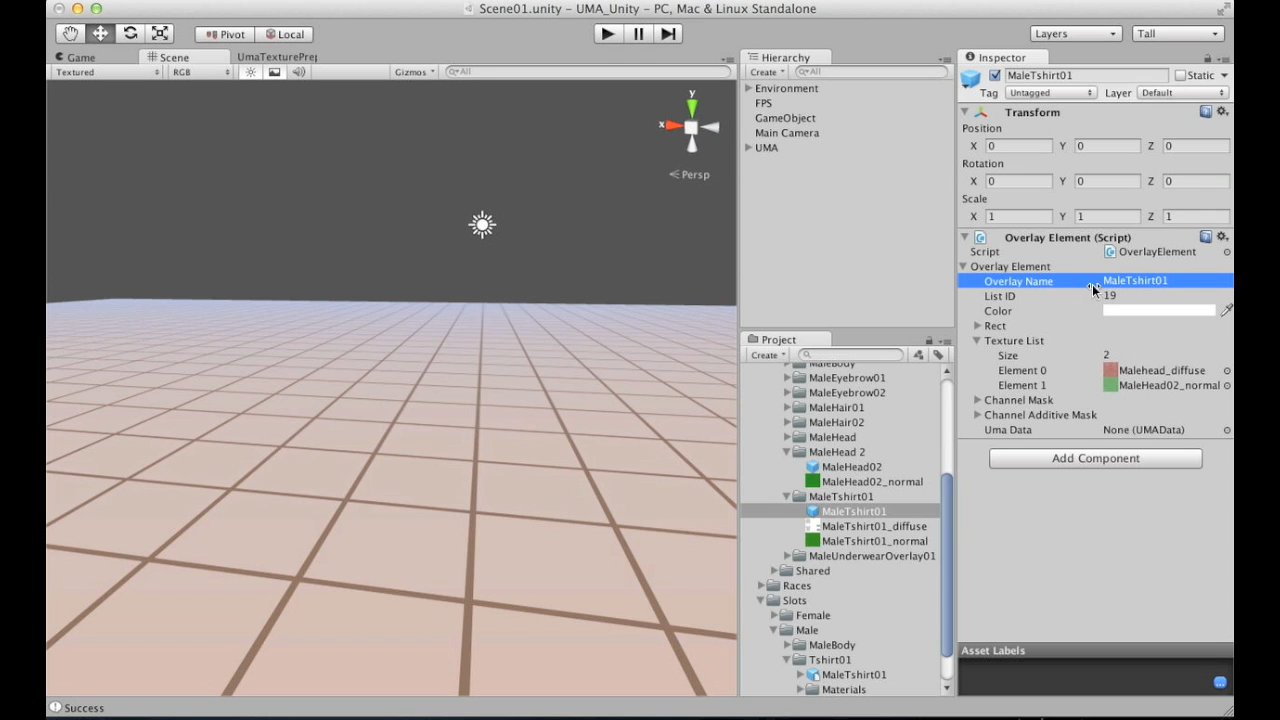 Scene01.unity – UMA_Unity – PC, Mac & Linux Standalone
Pivot Local Layers Tall
Game Scene Hierarchy Inspector
Textured RGB Gizmos All Create All
MaleTshirt01 Static
Tag Untagged Layer Default
Environment
FPS
GameObject
Main Camera
UMA
Transform
Position
X 0 Y 0 Z 0
Rotation
X 0 Y 0 Z 0
Scale
X 1 Y 1 Z 1
y
x
Persp
Overlay Element (Script)
Script OverlayElement
Overlay Element
Overlay Name MaleTshirt01
List ID 19
Color
Rect
Texture List
Size 2
Element 0 Malehead_diffuse
Element 1 MaleHead02_normal
Channel Mask
Channel Additive Mask
Uma Data None (UMAData)
Add Component
Project
Create
MaleBody
MaleEyebrow01
MaleEyebrow02
MaleHair01
MaleHair02
MaleHead
MaleHead 2
MaleHead02
MaleHead02_normal
MaleTshirt01
MaleTshirt01
MaleTshirt01_diffuse
MaleTshirt01_normal
MaleUnderwearOverlay01
Shared
Races
Slots
Female
Male
MaleBody
Tshirt01
MaleTshirt01
Materials
Asset Labels
Success